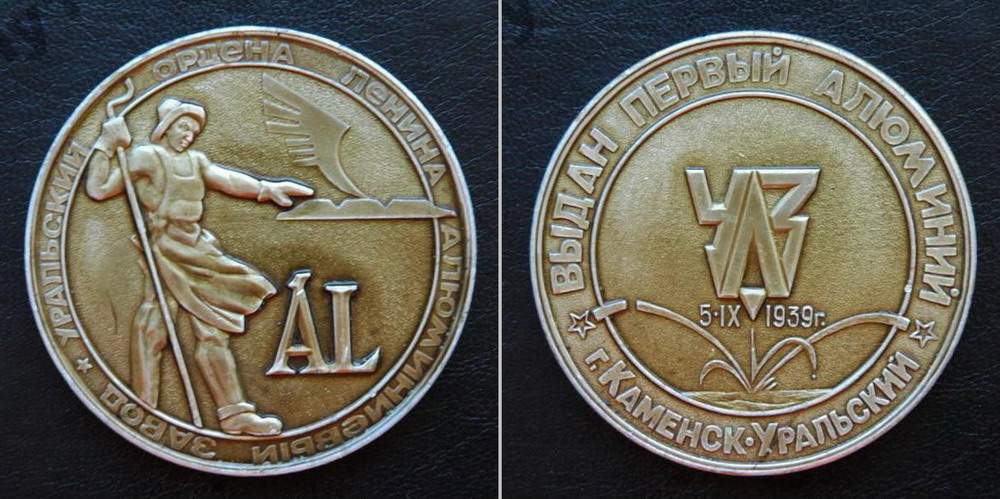 УРАЛЬСКИЙ ОРДЕНА ЛЕНИНА АЛЮМИНИЕВЫЙ ЗАВОД
AL
ВЫДАН ПЕРВЫЙ АЛЮМИНИЙ
УАЗ
5·IX 1939г.
г.КАМЕНСК·УРАЛЬСКИЙ